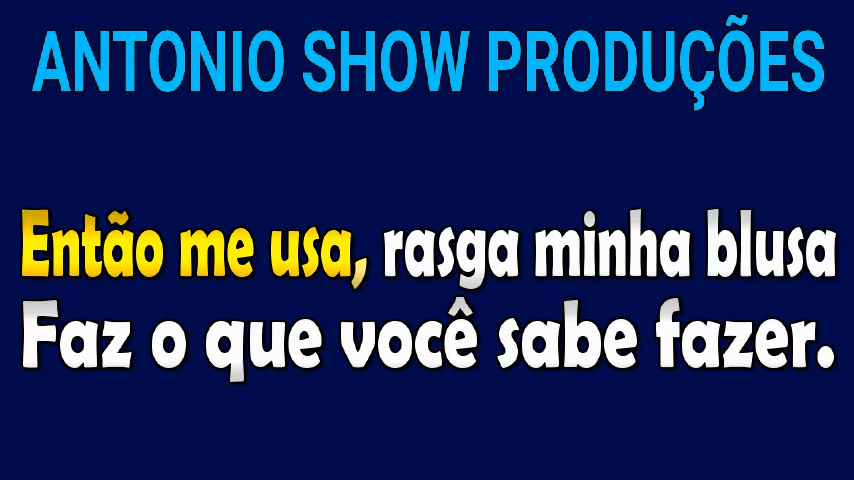 ANTONIO SHOW PRODUÇÕES
Então me usa, rasga minha blusa
Faz o que você sabe fazer.